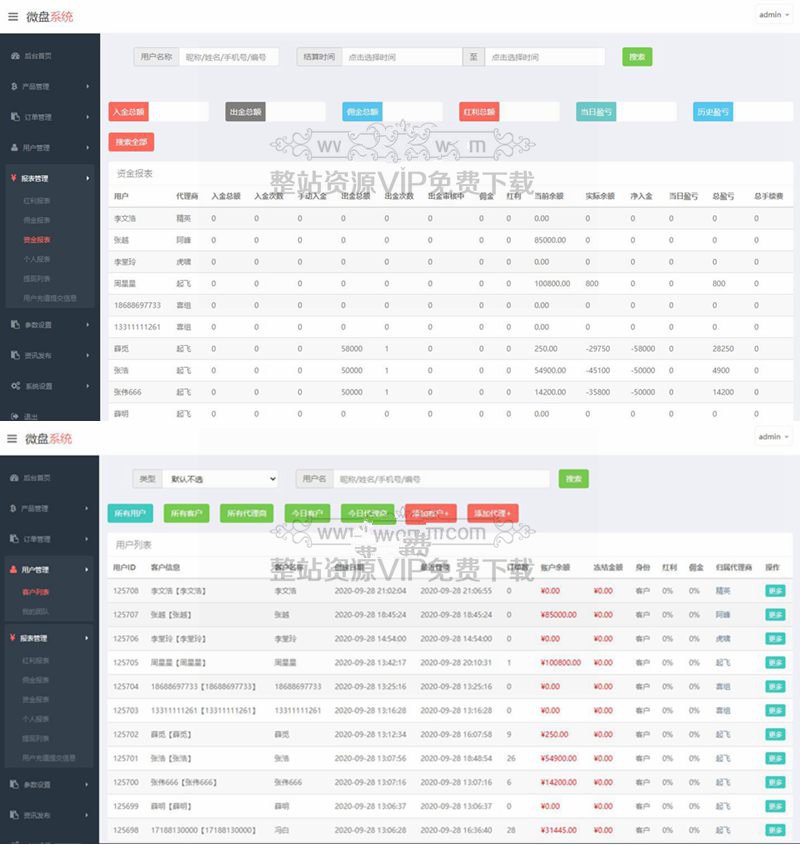 微盘系统 admin
后台首页
产品管理
订单管理
用户管理
报表管理
红利报表
佣金报表
资金报表
个人报表
提现列表
用户充值提交信息
参数设置
资讯发布
系统设置
退出
用户名称 昵称/姓名/手机号/编号 结算时间 点击选择时间 至 点击选择时间 搜索
入金总额 出金总额 佣金总额 红利总额 当日盈亏 历史盈亏
搜索全部
整站资源VIP免费下载
资金报表
用户 代理商 入金总额 入金次数 手动入金 出金总额 出金次数 出金审核中 佣金 红利 当前余额 实际余额 净入金 当日盈亏 总盈亏 总手续费
李文浩 精英 0 0 0 0 0 0 0 0 0.00 0 0 0 0 0
张越 阿峰 0 0 0 0 0 0 0 0 85000.00 0 0 0 0 0
李里玲 虎啸 0 0 0 0 0 0 0 0 0.00 0 0 0 0 0
周星星 起飞 0 0 0 0 0 0 0 0 100800.00 800 0 0 800 0
18688697733 客组 0 0 0 0 0 0 0 0 0.00 0 0 0 0 0
13311111261 客组 0 0 0 0 0 0 0 0 0.00 0 0 0 0 0
薛觅 起飞 0 0 0 58000 1 0 0 0 250.00 -29750 -58000 0 28250 0
张浩 起飞 0 0 0 50000 1 0 0 0 54900.00 -45100 -50000 0 4900 0
张伟666 起飞 0 0 0 50000 1 0 0 0 14200.00 -35800 -50000 0 14200 0
薛明 起飞 0 0 0 0 0 0 0 0 0.00 0 0 0 0 0
微盘系统 admin
后台首页
产品管理
订单管理
用户管理
客户列表
我的团队
报表管理
红利报表
佣金报表
资金报表
个人报表
提现列表
用户充值提交信息
参数设置
资讯发布
类型 默认不选 用户名 昵称/姓名/手机号/编号 搜索
所有用户 所有客户 所有代理商 今日客户 今日代理商 添加客户+ 添加代理+
整站资源VIP免费下载
用户列表
用户ID 客户信息 客户名称 创建日期 最近登录 订单数 账户余额 冻结金额 身份 红利 佣金 归属代理商 操作
125708 李文浩【李文浩】 李文浩 2020-09-28 21:02:04 2020-09-28 21:06:55 0 ¥0.00 ¥0.00 客户 0% 0% 精英 更多
125707 张越【张越】 张越 2020-09-28 18:45:24 2020-09-28 18:45:24 0 ¥85000.00 ¥0.00 客户 0% 0% 阿峰 更多
125706 李里玲【李里玲】 李里玲 2020-09-28 14:54:00 2020-09-28 14:54:00 0 ¥0.00 ¥0.00 客户 0% 0% 虎啸 更多
125705 周星星【周星星】 周星星 2020-09-28 13:42:17 2020-09-28 20:10:31 1 ¥100800.00 ¥0.00 客户 0% 0% 起飞 更多
125704 18688697733【18688697733】 18688697733 2020-09-28 13:25:16 2020-09-28 13:25:16 0 ¥0.00 ¥0.00 客户 0% 0% 客组 更多
125703 13311111261【13311111261】 13311111261 2020-09-28 13:16:28 2020-09-28 13:16:28 0 ¥0.00 ¥0.00 客户 0% 0% 客组 更多
125702 薛觅【薛觅】 薛觅 2020-09-28 13:12:34 2020-09-28 16:07:58 9 ¥250.00 ¥0.00 客户 0% 0% 起飞 更多
125701 张浩【张浩】 张浩 2020-09-28 13:07:56 2020-09-28 18:48:54 26 ¥54900.00 ¥0.00 客户 0% 0% 起飞 更多
125700 张伟666【张伟666】 张伟666 2020-09-28 13:07:16 2020-09-28 13:07:16 6 ¥14200.00 ¥0.00 客户 0% 0% 起飞 更多
125699 薛明【薛明】 薛明 2020-09-28 13:06:37 2020-09-28 13:06:37 0 ¥0.00 ¥0.00 客户 0% 0% 起飞 更多
125698 17188130000【17188130000】 冯白 2020-09-28 13:06:28 2020-09-28 16:36:40 28 ¥31445.00 ¥0.00 客户 0% 0% 起飞 更多